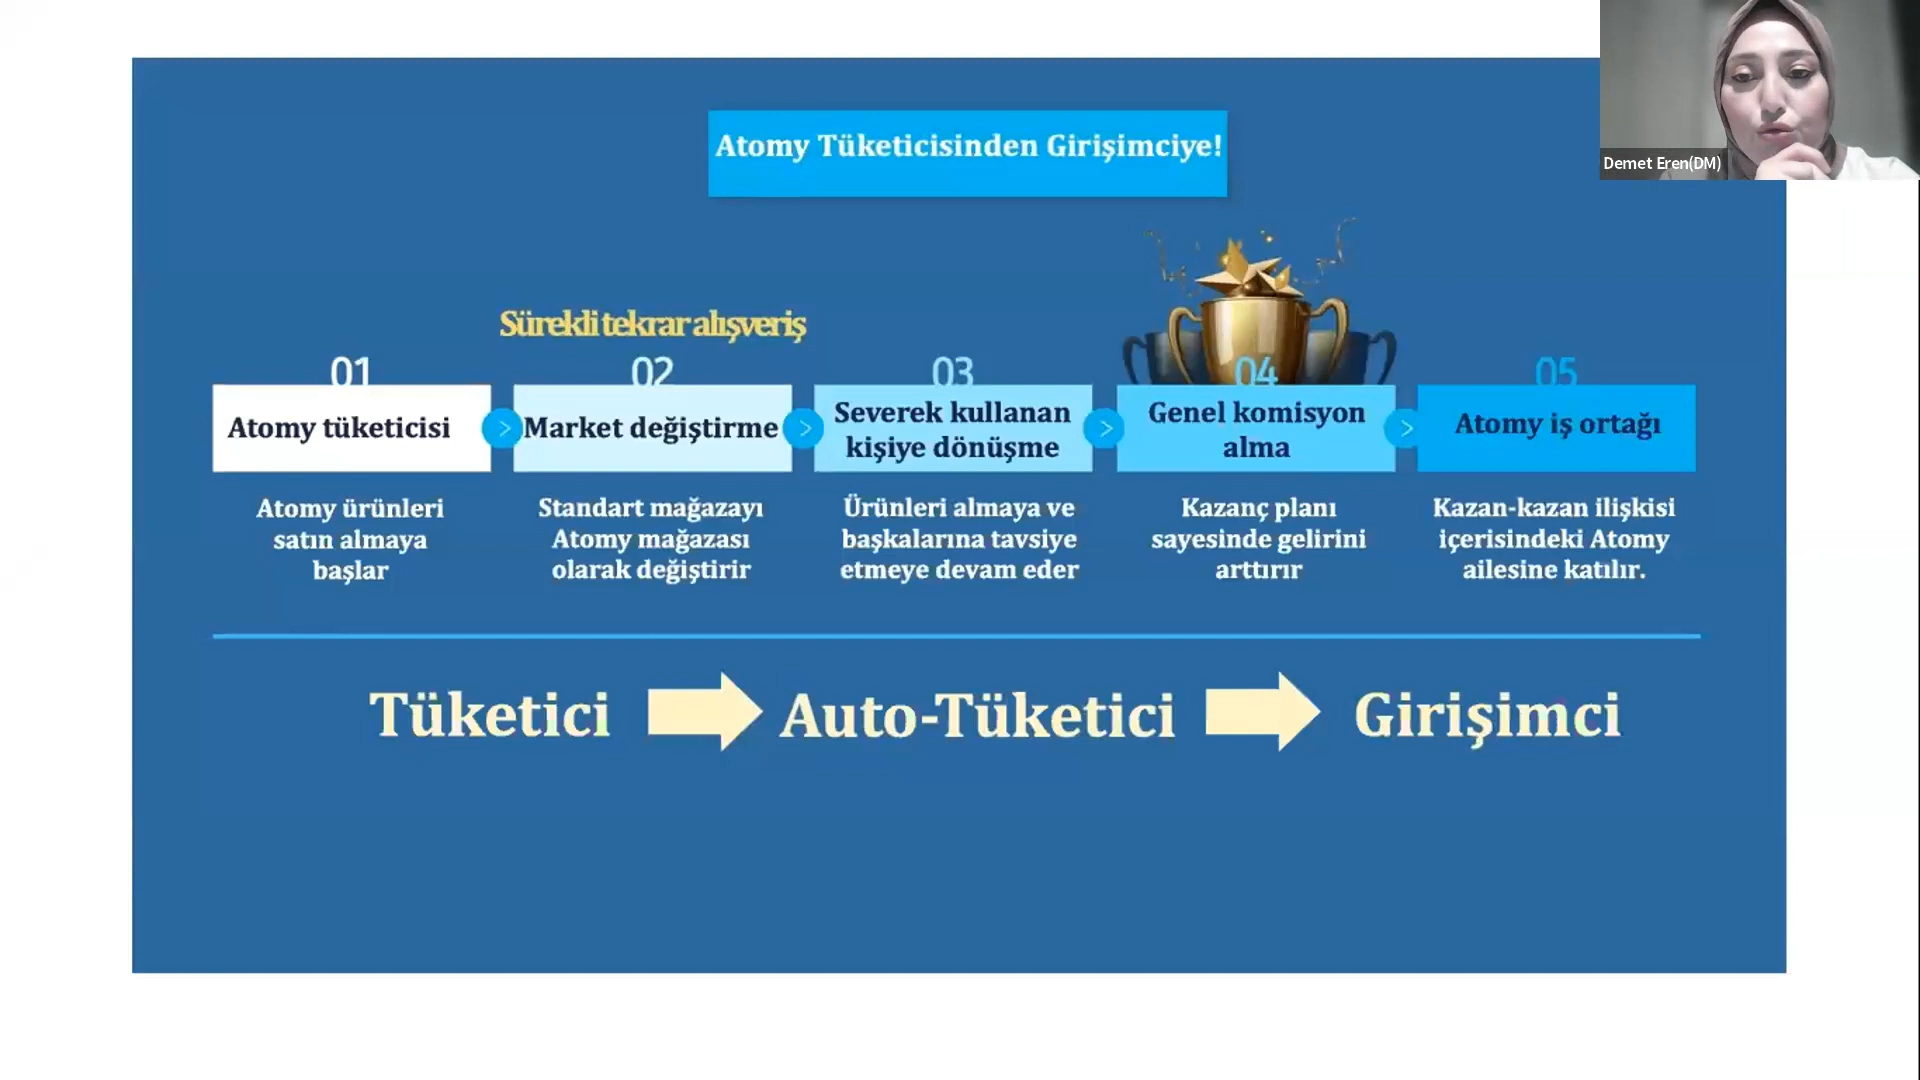 Demet Eren(DM)
Atomy Tüketicisinden Girişimciye!
Sürekli tekrar alışveriş
01
02
03
04
05
Atomy tüketicisi
Market değiştirme
Severek kullanan
kişiye dönüşme
Genel komisyon
alma
Atomy iş ortağı
Atomy ürünleri
satın almaya
başlar
Standart mağazayı
Atomy mağazası
olarak değiştirir
Ürünleri almaya ve
başkalarına tavsiye
etmeye devam eder
Kazanç planı
sayesinde gelirini
arttırır
Kazan-kazan ilişkisi
içerisindeki Atomy
ailesine katılır.
Tüketici
Auto-Tüketici
Girişimci